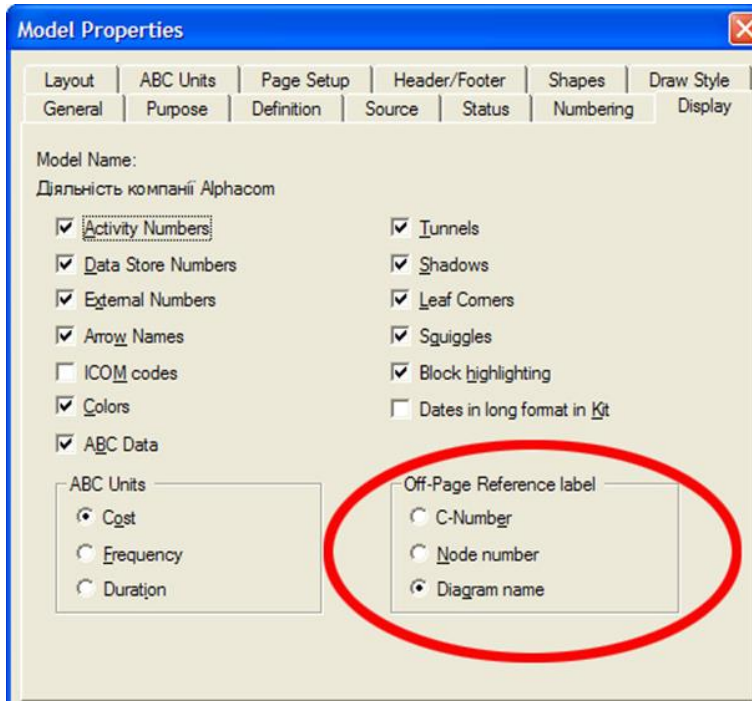 Model Properties
Layout ABC Units Page Setup Header/Footer Shapes Draw Style
General Purpose Definition Source Status Numbering Display
Model Name:
Діяльність компанії Alphacom
Activity Numbers
Data Store Numbers
External Numbers
Arrow Names
ICOM codes
Colors
ABC Data
Tunnels
Shadows
Leaf Corners
Squiggles
Block highlighting
Dates in long format in Kit
ABC Units
Cost
Frequency
Duration
Off-Page Reference label
C-Number
Node number
Diagram name